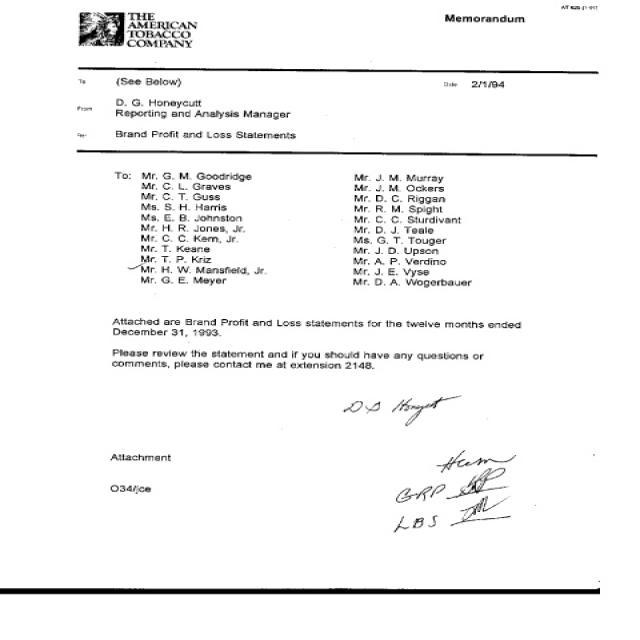 THE
AMERICAN
TOBACCO
COMPANY
Memorandum
To (See Below)
Date 2/1/94
From D. G. Honeycutt
Reporting and Analysis Manager
Re: Brand Profit and Loss Statements
To: Mr. G. M. Goodridge
Mr. C. L. Graves
Mr. C. T. Guss
Ms. S. H. Harris
Ms. E. B. Johnston
Mr. H. R. Jones, Jr.
Mr. C. C. Kern, Jr.
Mr. T. Keane
Mr. T. P. Kriz
Mr. H. W. Mansfield, Jr.
Mr. G. E. Meyer
Mr. J. M. Murray
Mr. J. M. Ockers
Mr. D. C. Riggan
Mr. R. M. Spight
Mr. C. C. Sturdivant
Mr. D. J. Teale
Ms. G. T. Touger
Mr. J. D. Upson
Mr. A. P. Verdino
Mr. J. E. Vyse
Mr. D. A. Wogerbauer
Attached are Brand Profit and Loss statements for the twelve months ended
December 31, 1993.
Please review the statement and if you should have any questions or
comments, please contact me at extension 2148.
Attachment
O34/jce
GRP
LBS